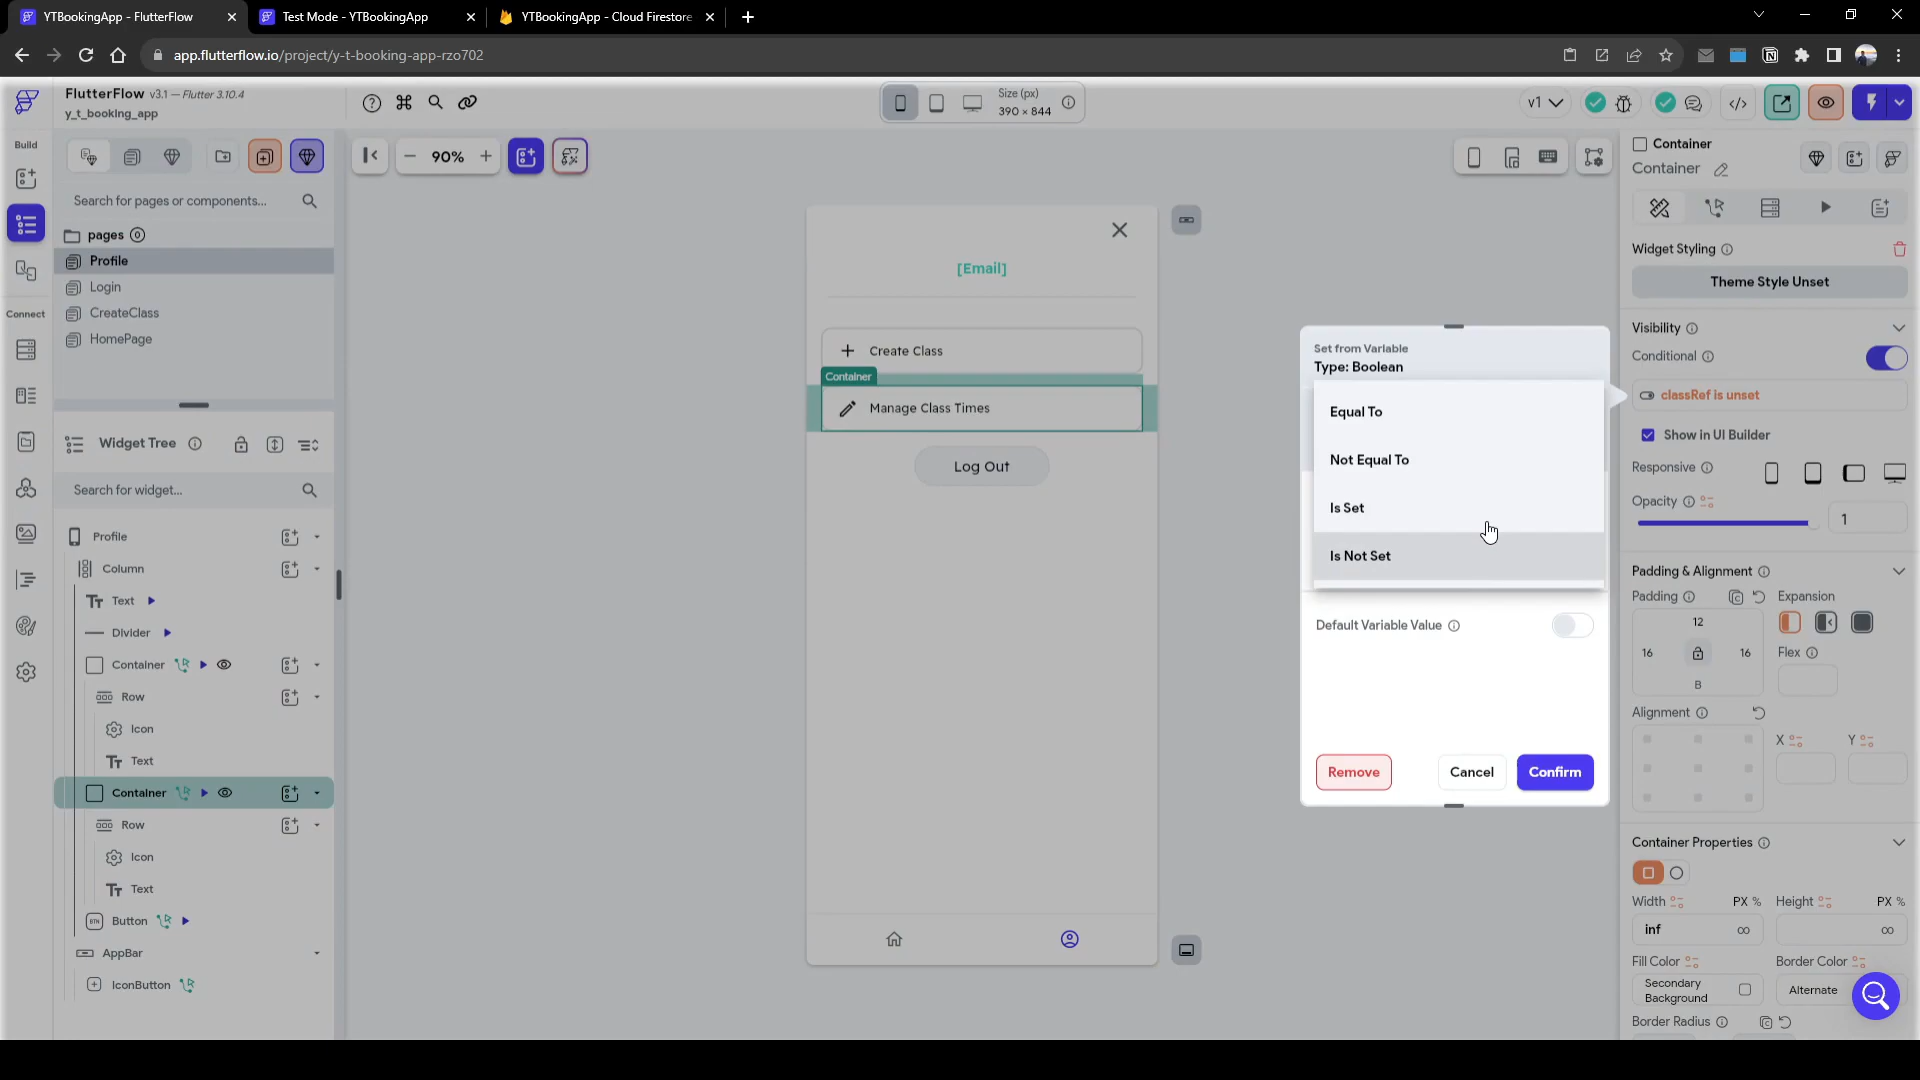 YTBookingApp - FlutterFlow
Test Mode - YTBookingApp
YTBookingApp - Cloud Firestore
app.flutterflow.io/project/y-t-booking-app-rzo702
FlutterFlow v3.1 — Flutter 3.10.4
y_t_booking_app
Size (px)
390 × 844
v1
Build
90%
Search for pages or components...
pages 0
Profile
Login
CreateClass
HomePage
Connect
Widget Tree
Search for widget...
Profile
Column
Text
Divider
Container
Row
Icon
Text
Container
Row
Icon
Text
Button
AppBar
IconButton
[Email]
Create Class
Container
Manage Class Times
Log Out
Set from Variable
Type: Boolean
Equal To
Not Equal To
Is Set
Is Not Set
Default Variable Value
Remove
Cancel
Confirm
Container
Container
Widget Styling
Theme Style Unset
Visibility
Conditional
classRef is unset
Show in UI Builder
Responsive
Opacity
1
Padding & Alignment
Padding
Expansion
12
16
16
B
Flex
Alignment
X
Y
Container Properties
Width
PX %
Height
PX %
inf
∞
∞
Fill Color
Border Color
Secondary
Background
Alternate
Border Radius